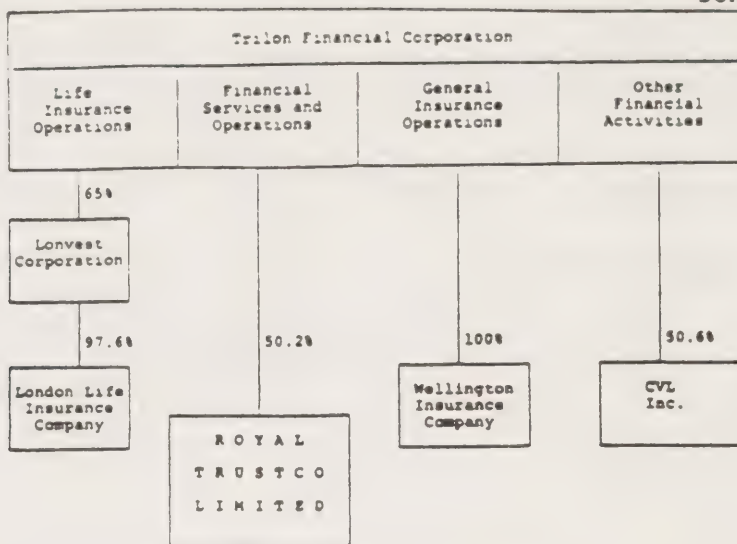 Trilon Financial Corporation
Life
Insurance
Operations
Financial
Services and
Operations
General
Insurance
Operations
Other
Financial
Activities
65%
Lonvest
Corporation
97.6%
50.2%
100%
50.6%
London Life
Insurance
Company
ROYAL
TRUSTCO
LIMITED
Wellington
Insurance
Company
CVL
Inc.